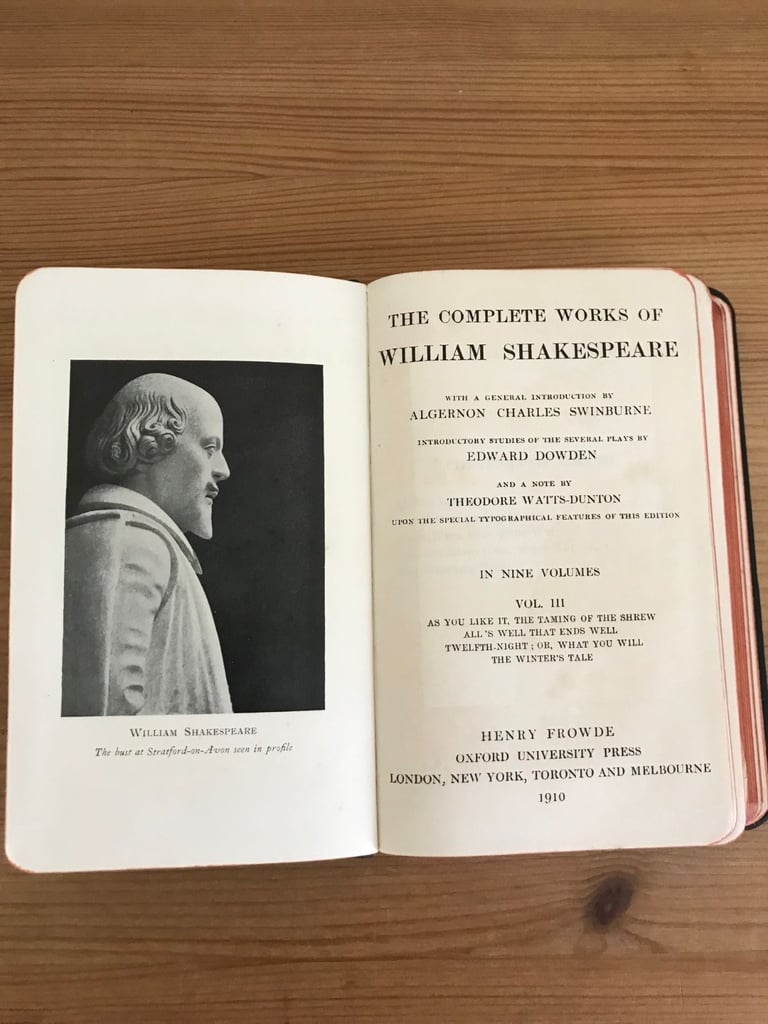 WILLIAM SHAKESPEARE
The bust at Stratford-on-Avon seen in profile
THE COMPLETE WORKS OF
WILLIAM SHAKESPEARE
WITH A GENERAL INTRODUCTION BY
ALGERNON CHARLES SWINBURNE
INTRODUCTORY STUDIES OF THE SEVERAL PLAYS BY
EDWARD DOWDEN
AND A NOTE BY
THEODORE WATTS-DUNTON
UPON THE SPECIAL TYPOGRAPHICAL FEATURES OF THIS EDITION
IN NINE VOLUMES
VOL. III
AS YOU LIKE IT, THE TAMING OF THE SHREW
ALL'S WELL THAT ENDS WELL
TWELFTH-NIGHT; OR, WHAT YOU WILL
THE WINTER'S TALE
HENRY FROWDE
OXFORD UNIVERSITY PRESS
LONDON, NEW YORK, TORONTO AND MELBOURNE
1910